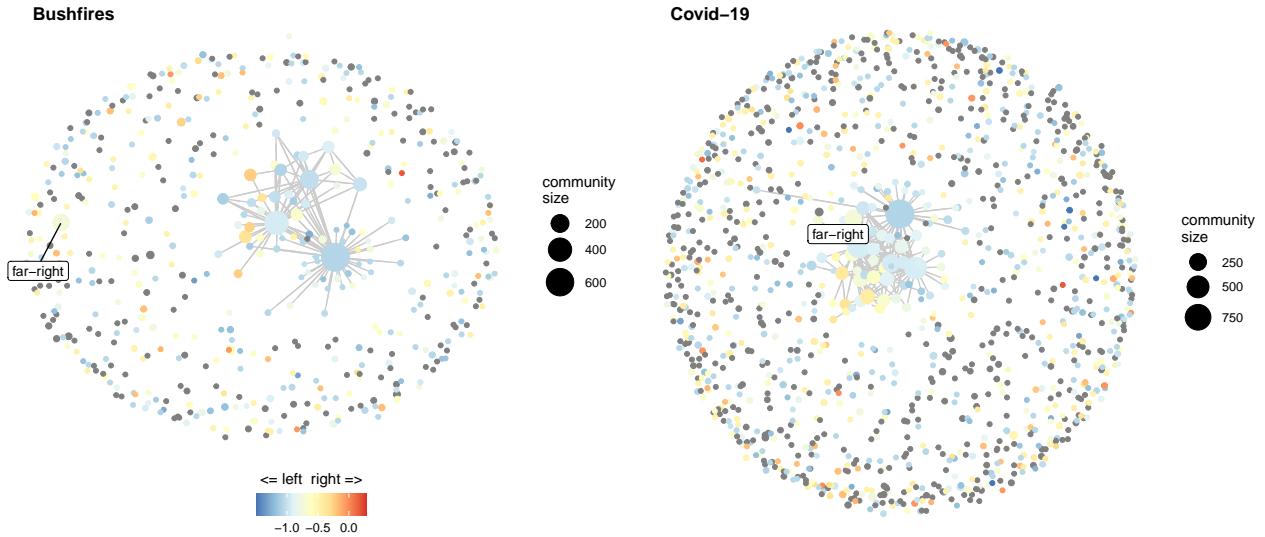 Bushfires
Covid−19
community
size
200
400
600
far−right
<= left  right =>
−1.0 −0.5 0.0
far−right
community
size
250
500
750